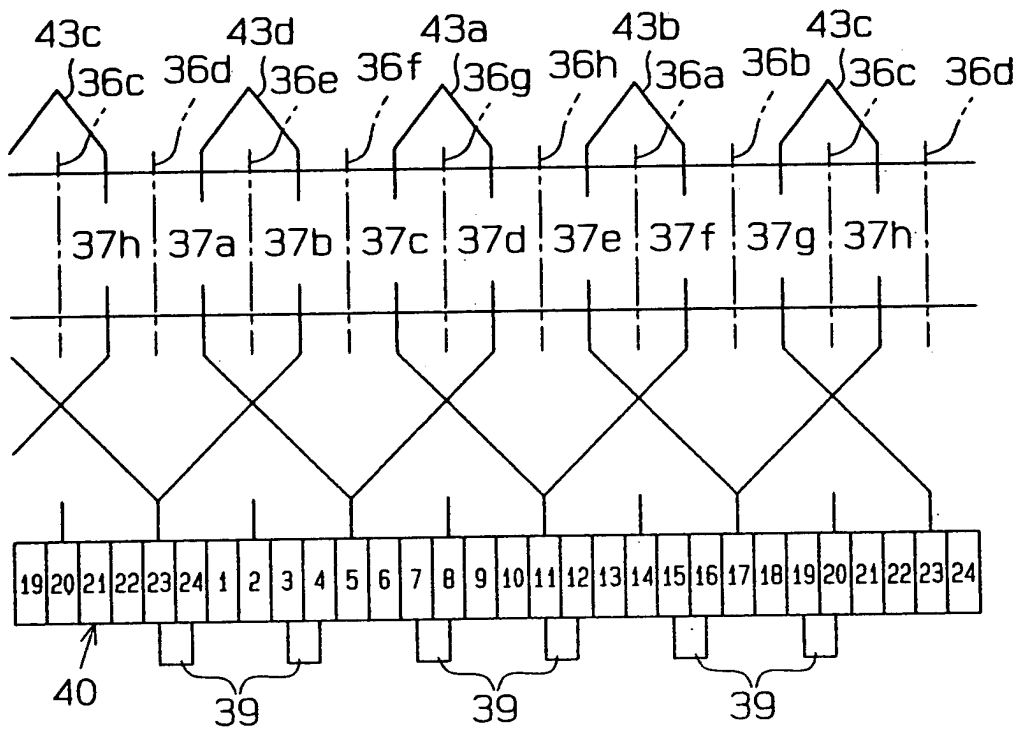 43c 43d 43a 43b 43c
36c 36d 36e 36f 36g 36h 36a 36b 36c 36d
37h 37a 37b 37c 37d 37e 37f 37g 37h
19 20 21 22 23 24 1 2 3 4 5 6 7 8 9 10 11 12 13 14 15 16 17 18 19 20 21 22 23 24
40 39 39 39